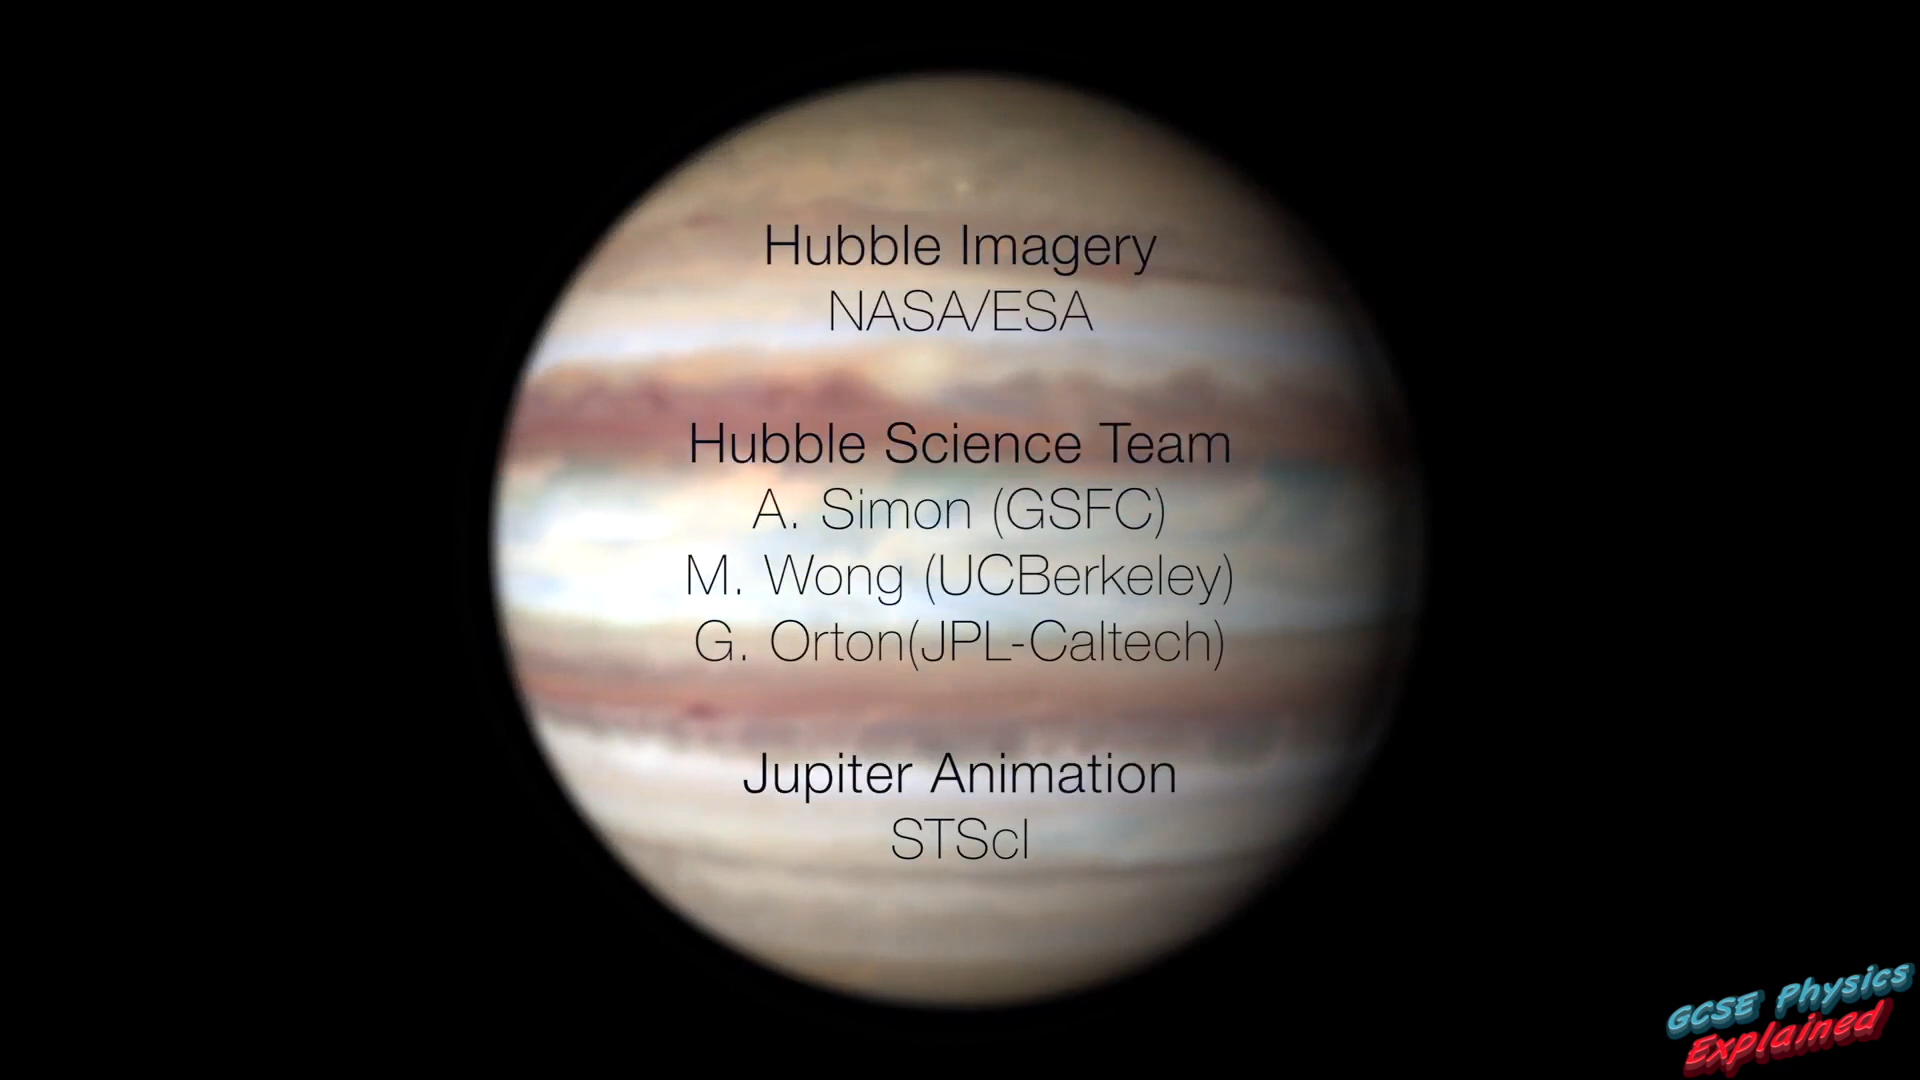 Hubble Imagery
NASA/ESA
Hubble Science Team
A. Simon (GSFC)
M. Wong (UCBerkeley)
G. Orton(JPL-Caltech)
Jupiter Animation
STScI
GCSE Physics
Explained